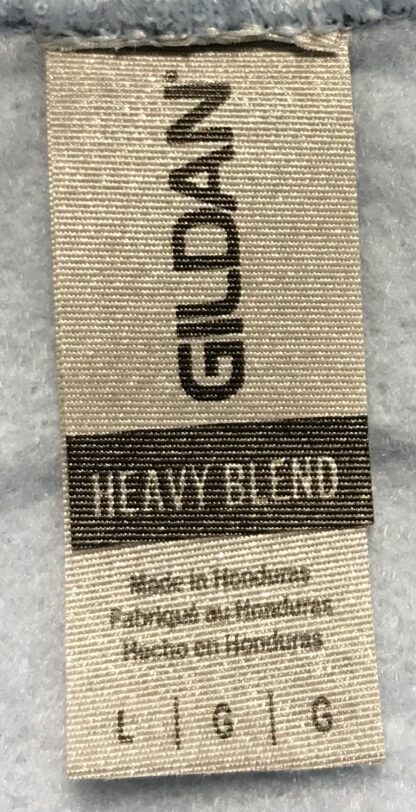 GILDAN®
HEAVY BLEND
Made in Honduras
Fabriqué au Honduras
Hecho en Honduras
L | G | G